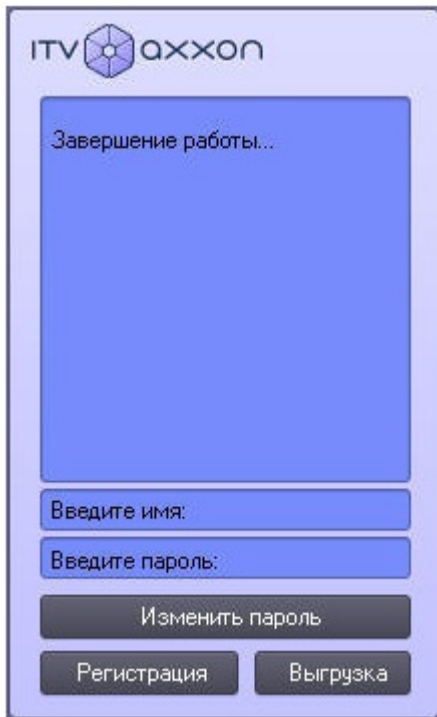 ITV axxon
Завершение работы...
Введите имя:
Введите пароль:
Изменить пароль
Регистрация Выгрузка